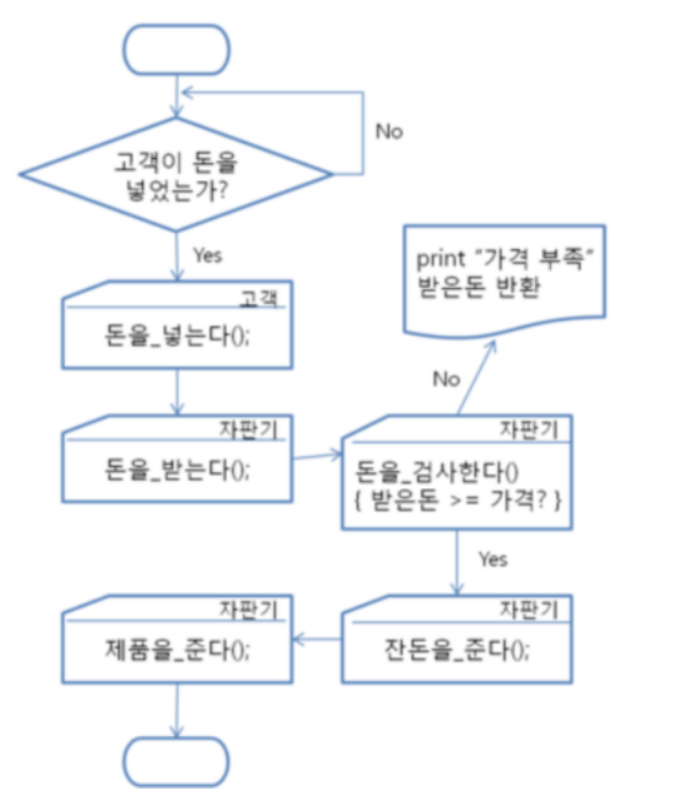 고객이 돈을
넣었는가?
No
Yes
고객
돈을_넣는다();
자판기
돈을_받는다();
자판기
돈을_검사한다()
{ 받은돈 >= 가격? }
No
print "가격 부족"
받은돈 반환
Yes
자판기
잔돈을_준다();
자판기
제품을_준다();